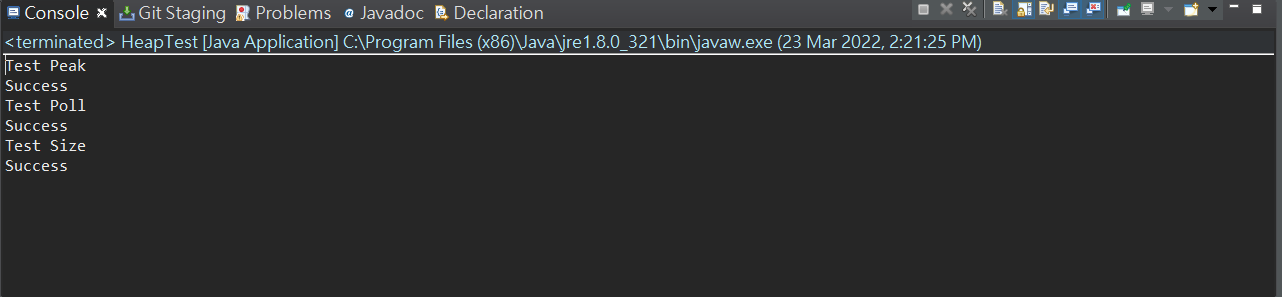 Console Git Staging Problems @ Javadoc Declaration
<terminated> HeapTest [Java Application] C:\Program Files (x86)\Java\jre1.8.0_321\bin\javaw.exe (23 Mar 2022, 2:21:25 PM)
Test Peak
Success
Test Poll
Success
Test Size
Success